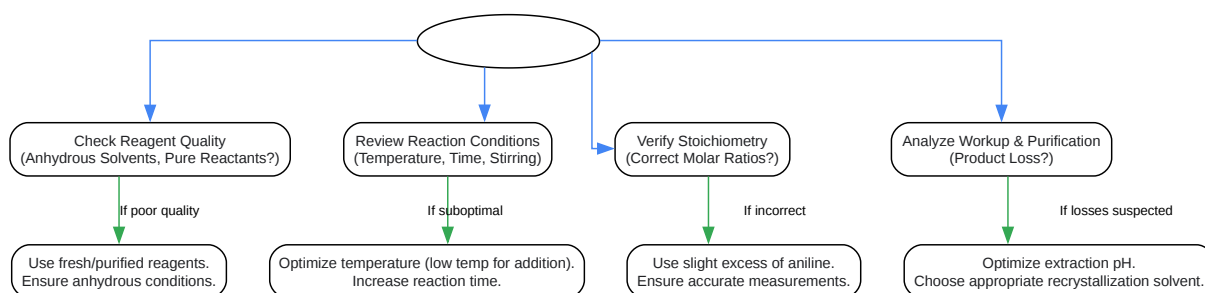 Check Reagent Quality
(Anhydrous Solvents, Pure Reactants?)
Review Reaction Conditions
(Temperature, Time, Stirring)
Verify Stoichiometry
(Correct Molar Ratios?)
Analyze Workup & Purification
(Product Loss?)
If poor quality
If suboptimal
If incorrect
If losses suspected
Use fresh/purified reagents.
Ensure anhydrous conditions.
Optimize temperature (low temp for addition).
Increase reaction time.
Use slight excess of aniline.
Ensure accurate measurements.
Optimize extraction pH.
Choose appropriate recrystallization solvent.